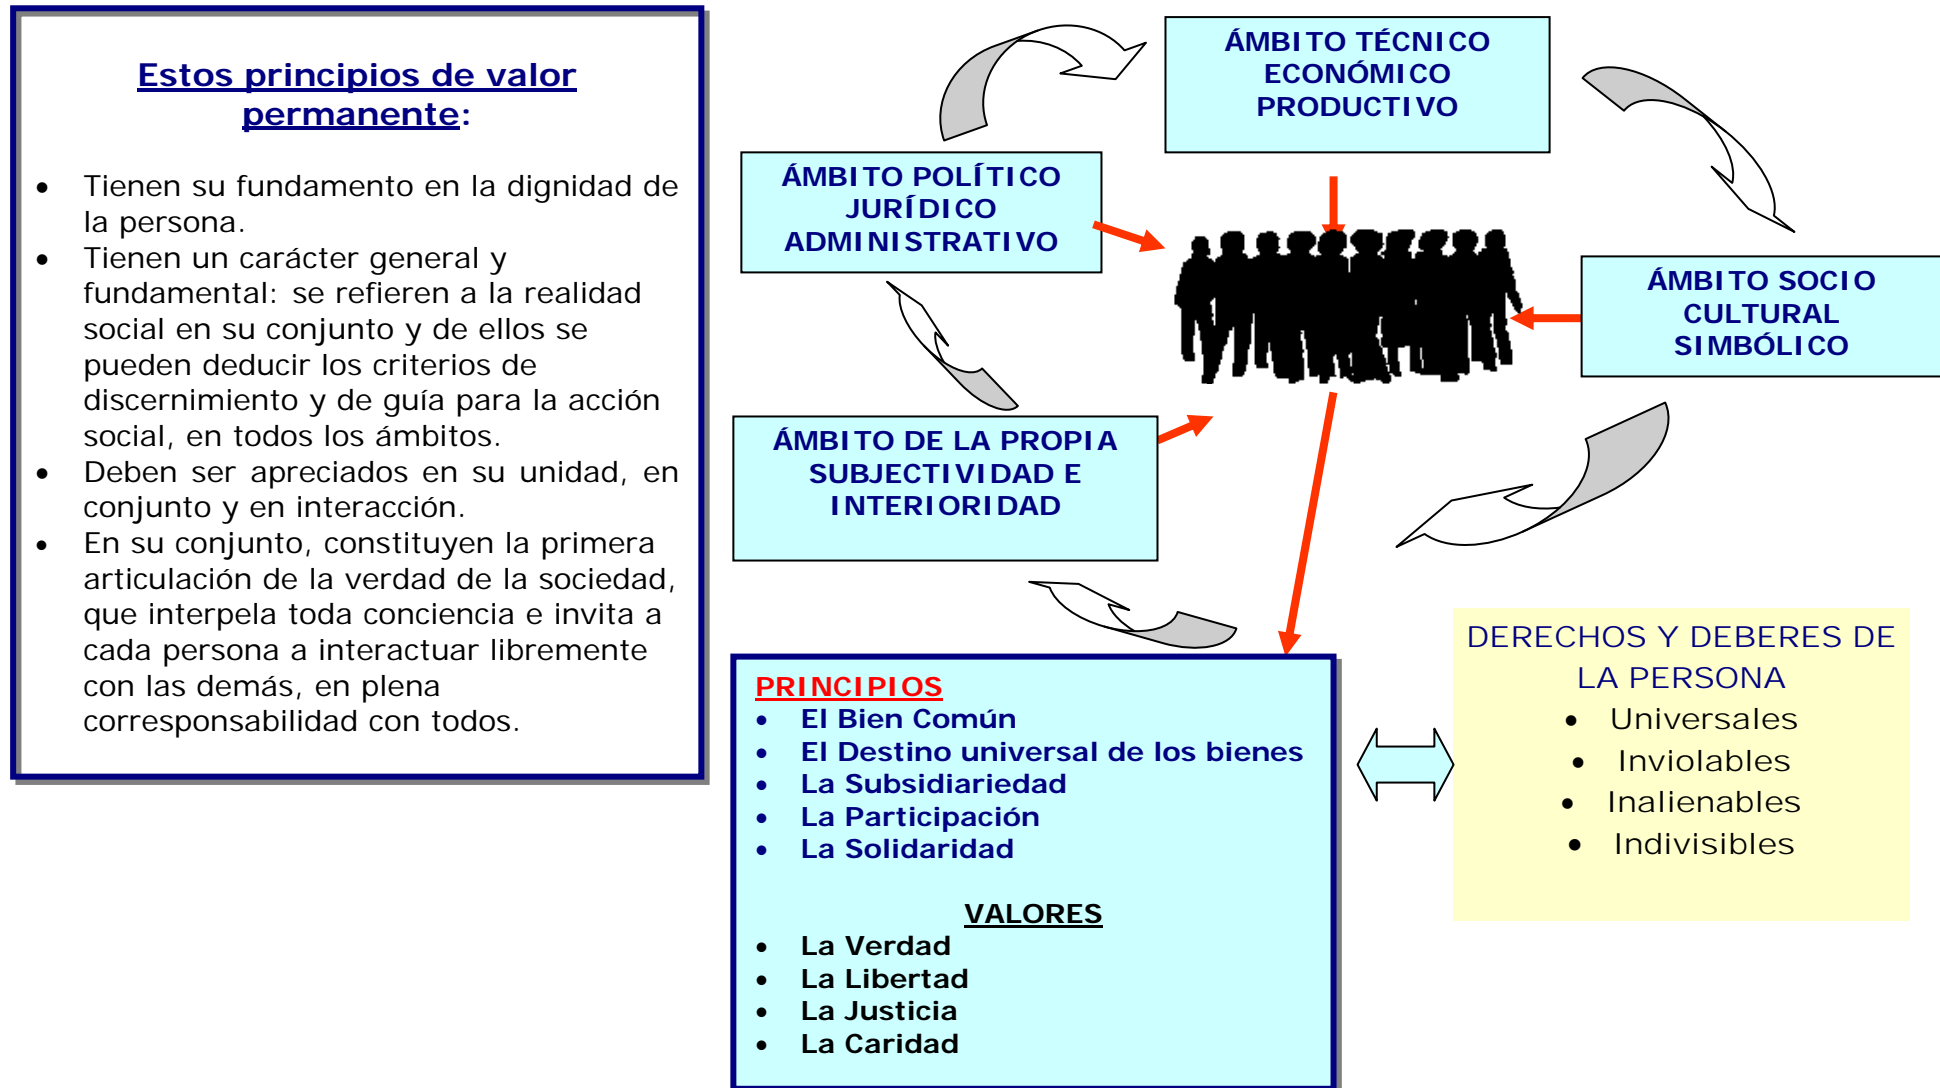 Estos principios de valor
permanente:
• Tienen su fundamento en la dignidad de
la persona.
• Tienen un carácter general y
fundamental: se refieren a la realidad
social en su conjunto y de ellos se
pueden deducir los criterios de
discernimiento y de guía para la acción
social, en todos los ámbitos.
• Deben ser apreciados en su unidad, en
conjunto y en interacción.
• En su conjunto, constituyen la primera
articulación de la verdad de la sociedad,
que interpela toda conciencia e invita a
cada persona a interactuar libremente
con las demás, en plena
corresponsabilidad con todos.
ÁMBITO TÉCNICO
ECONÓMICO
PRODUCTIVO
ÁMBITO POLÍTICO
JURÍDICO
ADMINISTRATIVO
ÁMBITO SOCIO
CULTURAL
SIMBÓLICO
ÁMBITO DE LA PROPIA
SUBJECTIVIDAD E
INTERIORIDAD
PRINCIPIOS
• El Bien Común
• El Destino universal de los bienes
• La Subsidiariedad
• La Participación
• La Solidaridad
VALORES
• La Verdad
• La Libertad
• La Justicia
• La Caridad
DERECHOS Y DEBERES DE
LA PERSONA
• Universales
• Inviolables
• Inalienables
• Indivisibles